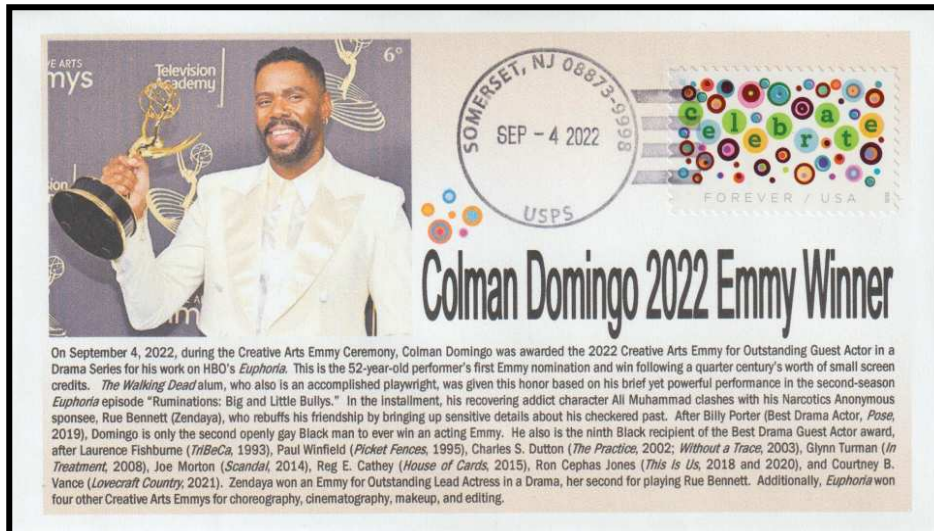 VE ARTS
mys
Television
Academy
6°
SOMERSET, NJ 08873-9998
SEP - 4 2022
USPS
celebrate
FOREVER / USA
Colman Domingo 2022 Emmy Winner
On September 4, 2022, during the Creative Arts Emmy Ceremony, Colman Domingo was awarded the 2022 Creative Arts Emmy for Outstanding Guest Actor in a
Drama Series for his work on HBO's Euphoria. This is the 52-year-old performer's first Emmy nomination and win following a quarter century's worth of small screen
credits. The Walking Dead alum, who also is an accomplished playwright, was given this honor based on his brief yet powerful performance in the second-season
Euphoria episode “Ruminations: Big and Little Bullys.” In the installment, his recovering addict character Ali Muhammad clashes with his Narcotics Anonymous
sponsee, Rue Bennett (Zendaya), who rebuffs his friendship by bringing up sensitive details about his checkered past. After Billy Porter (Best Drama Actor, Pose,
2019), Domingo is only the second openly gay Black man to ever win an acting Emmy. He also is the ninth Black recipient of the Best Drama Guest Actor award,
after Laurence Fishburne (TriBeCa, 1993), Paul Winfield (Picket Fences, 1995), Charles S. Dutton (The Practice, 2002; Without a Trace, 2003), Glynn Turman (In
Treatment, 2008), Joe Morton (Scandal, 2014), Reg E. Cathey (House of Cards, 2015), Ron Cephas Jones (This Is Us, 2018 and 2020), and Courtney B.
Vance (Lovecraft Country, 2021). Zendaya won an Emmy for Outstanding Lead Actress in a Drama, her second for playing Rue Bennett. Additionally, Euphoria won
four other Creative Arts Emmys for choreography, cinematography, makeup, and editing.